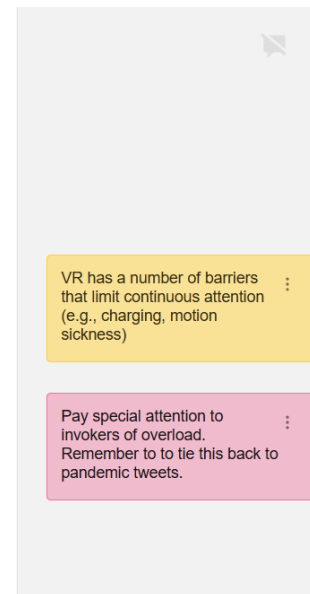 VR has a number of barriers
that limit continuous attention
(e.g., charging, motion
sickness)
Pay special attention to
invokers of overload.
Remember to to tie this back to
pandemic tweets.